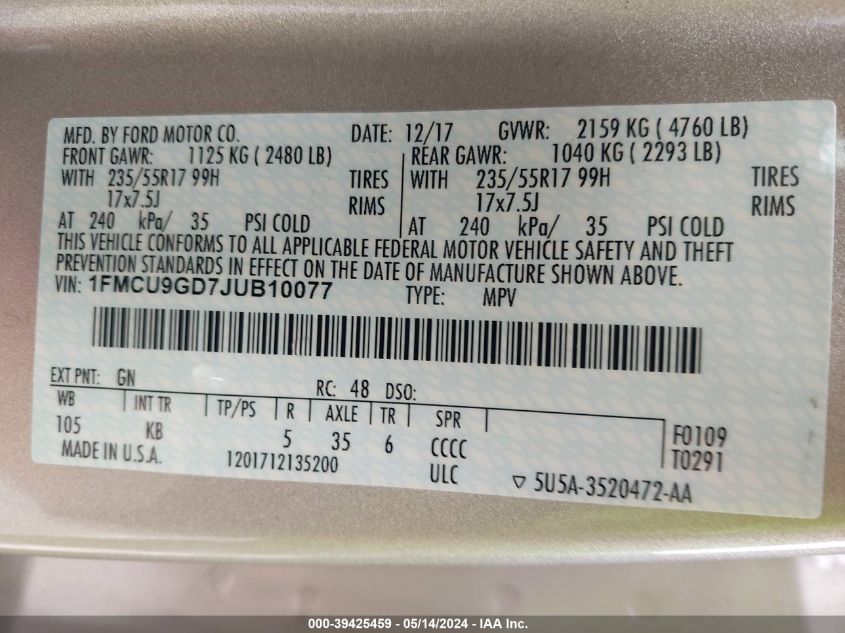 MFD. BY FORD MOTOR CO. DATE: 12/17 GVWR: 2159 KG ( 4760 LB)
FRONT GAWR: 1125 KG ( 2480 LB) REAR GAWR: 1040 KG ( 2293 LB)
WITH 235/55R17 99H TIRES WITH 235/55R17 99H TIRES
17x7.5J RIMS 17x7.5J RIMS
AT 240 kPa/ 35 PSI COLD AT 240 kPa/ 35 PSI COLD
THIS VEHICLE CONFORMS TO ALL APPLICABLE FEDERAL MOTOR VEHICLE SAFETY AND THEFT
PREVENTION STANDARDS IN EFFECT ON THE DATE OF MANUFACTURE SHOWN ABOVE.
VIN: 1FMCU9GD7JUB10077 TYPE: MPV
EXT PNT: GN RC: 48 DSO:
WB INT TR TP/PS R AXLE TR SPR
105 KB 5 35 6 CCCC F0109
MADE IN U.S.A. 1201712135200 ULC T0291
▽ 5U5A-3520472-AA
000-39425459 - 05/14/2024 - IAA Inc.